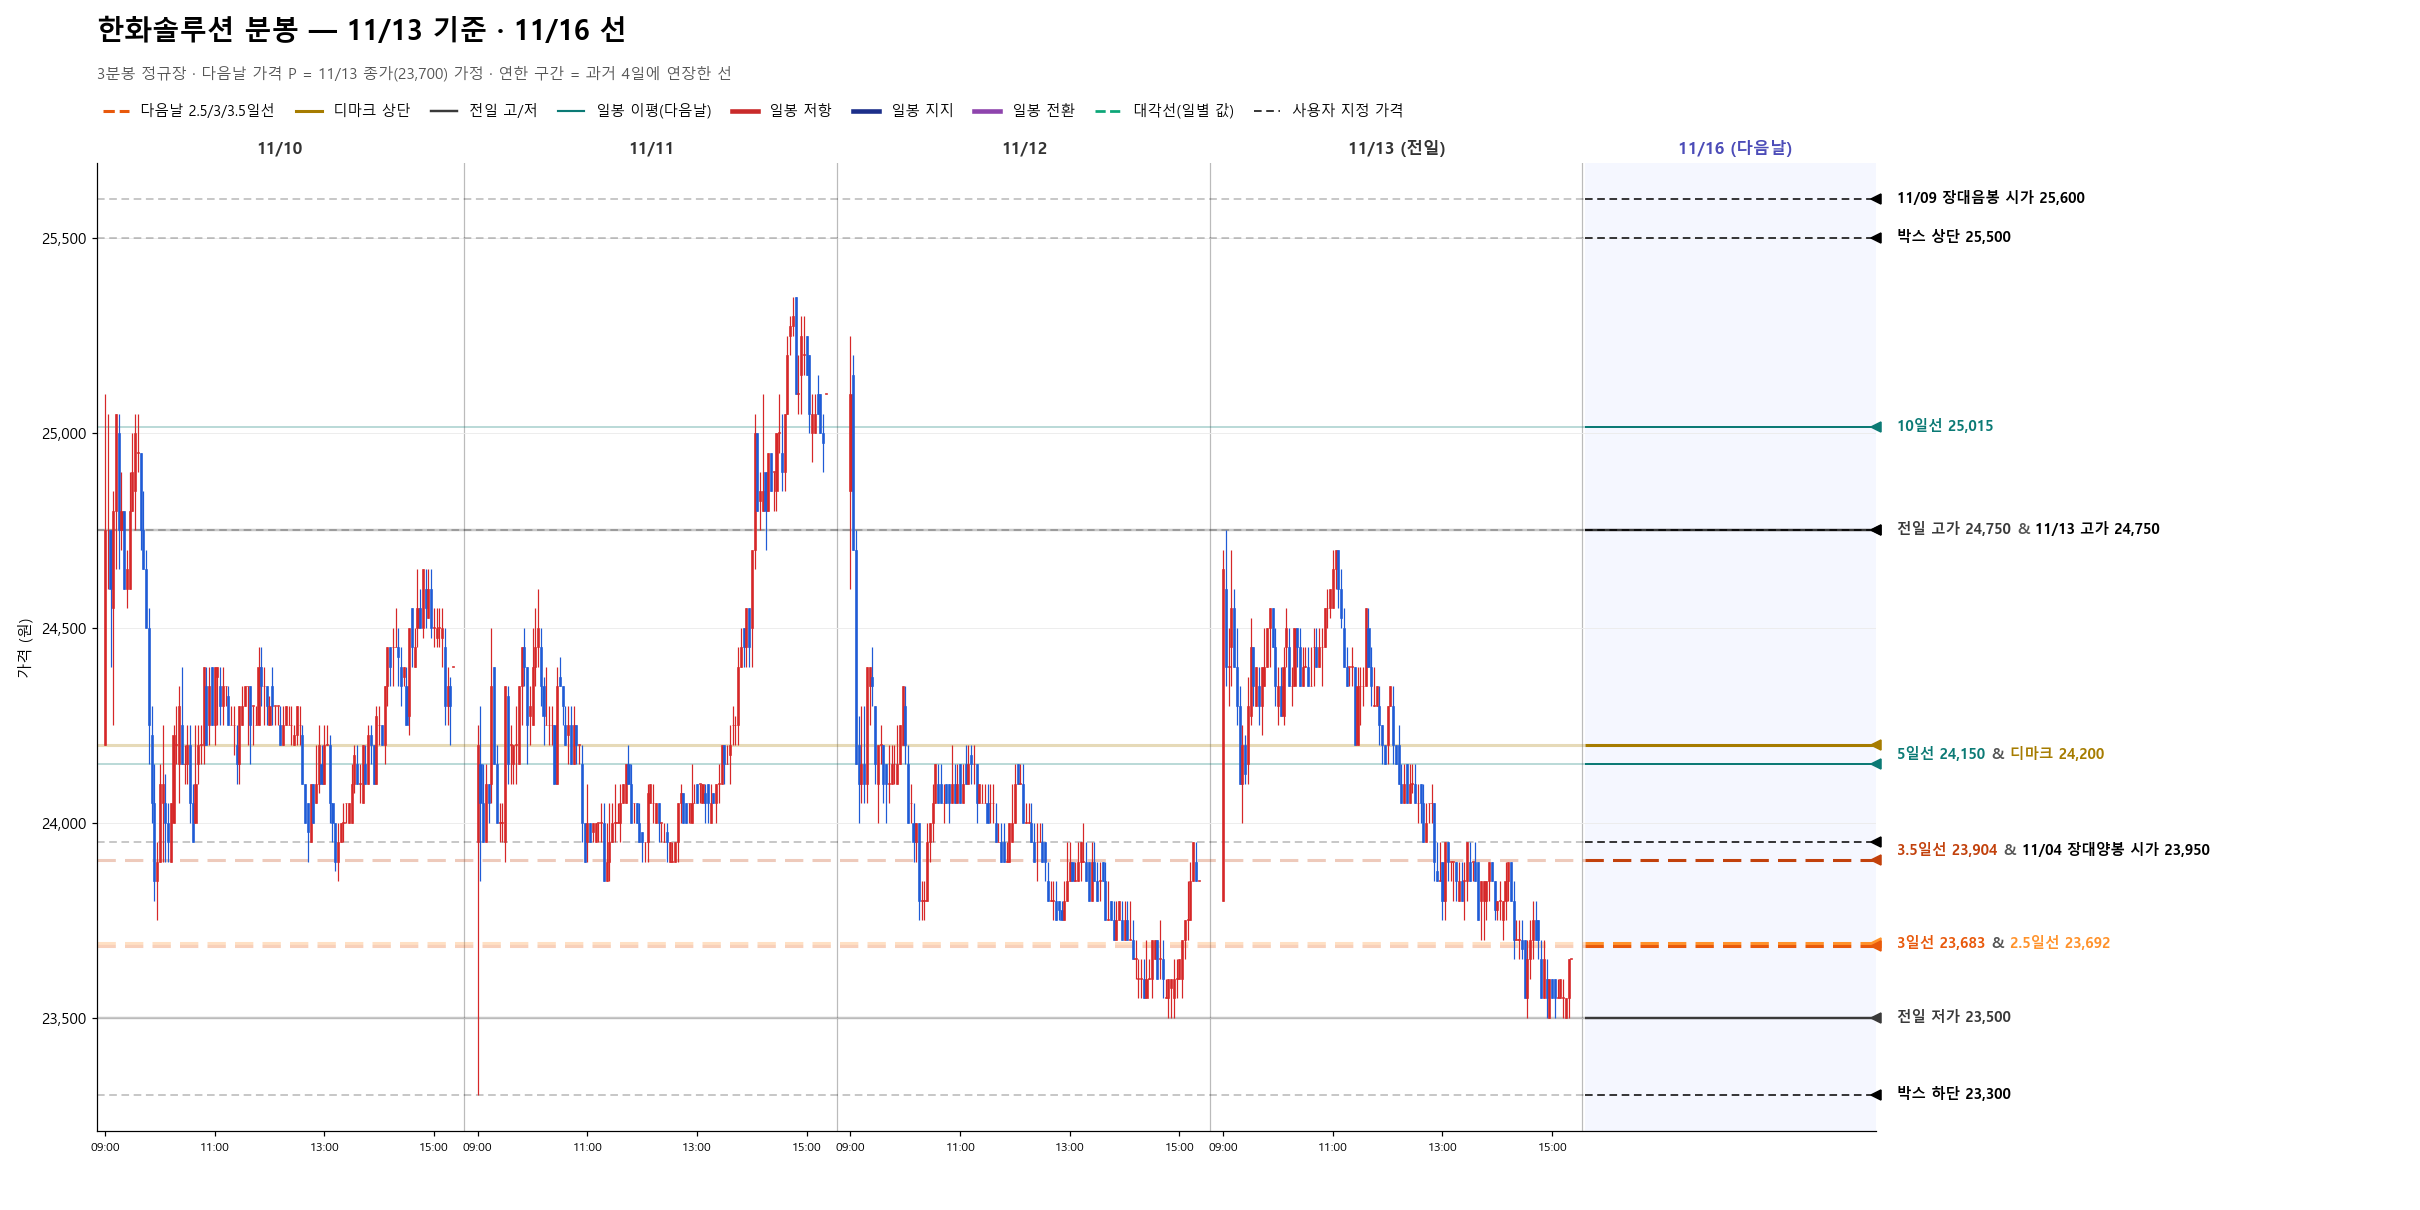 한화솔루션 분봉 — 11/13 기준 · 11/16 선
3분봉 정규장 · 다음날 가격 P = 11/13 종가(23,700) 가정 · 연한 구간 = 과거 4일에 연장한 선
다음날 2.5/3/3.5일선 디마크 상단 전일 고/저 일봉 이평(다음날) 일봉 저항 일봉 지지 일봉 전환 대각선(일별 값) 사용자 지정 가격
11/10 11/11 11/12 11/13 (전일) 11/16 (다음날)
11/09 장대음봉 시가 25,600
25,500 박스 상단 25,500
25,000 10일선 25,015
전일 고가 24,750 & 11/13 고가 24,750
24,500
가격 (원)
5일선 24,150 & 디마크 24,200
24,000
3.5일선 23,904 & 11/04 장대양봉 시가 23,950
3일선 23,683 & 2.5일선 23,692
23,500 전일 저가 23,500
박스 하단 23,300
09:00 11:00 13:00 15:00 09:00 11:00 13:00 15:00 09:00 11:00 13:00 15:00 09:00 11:00 13:00 15:00